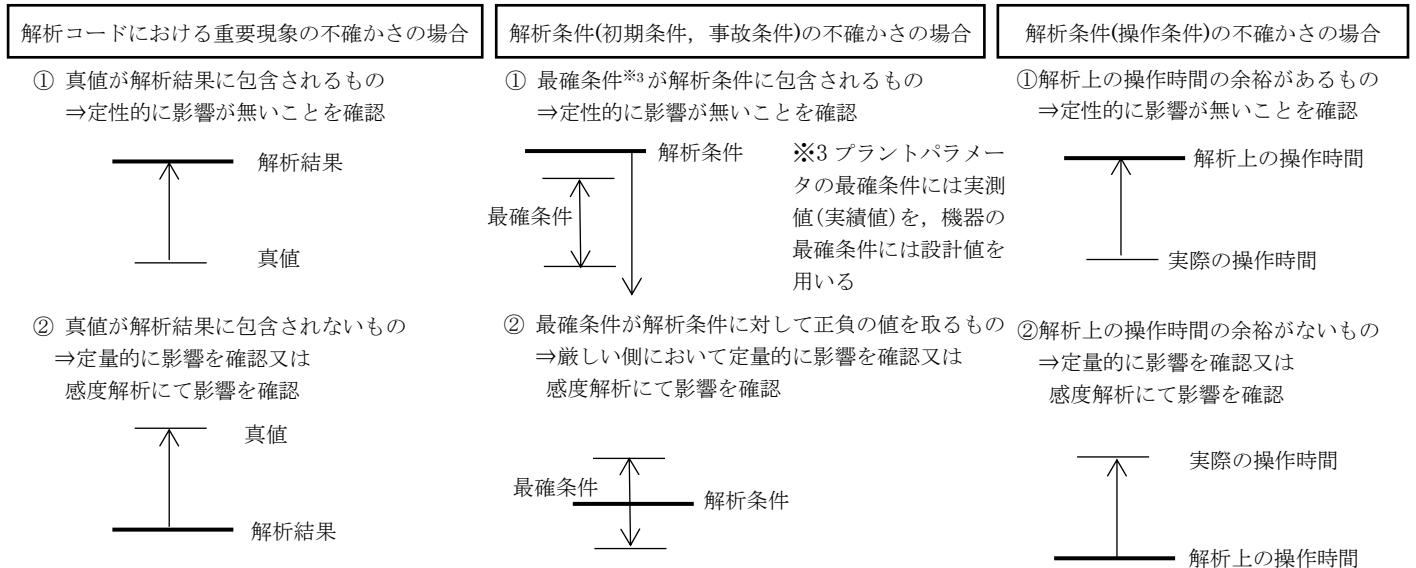 解析コードにおける重要現象の不確かさの場合
① 真値が解析結果に包含されるもの
⇒定性的に影響が無いことを確認
解析結果
真値
② 真値が解析結果に包含されないもの
⇒定量的に影響を確認又は
感度解析にて影響を確認
真値
解析結果
解析条件(初期条件，事故条件)の不確かさの場合
① 最確条件※3が解析条件に包含されるもの
⇒定性的に影響が無いことを確認
解析条件
最確条件
※3 プラントパラメー
タの最確条件には実測
値(実績値)を，機器の
最確条件には設計値を
用いる
② 最確条件が解析条件に対して正負の値を取るもの
⇒厳しい側において定量的に影響を確認又は
感度解析にて影響を確認
最確条件
解析条件
解析条件(操作条件)の不確かさの場合
①解析上の操作時間の余裕があるもの
⇒定性的に影響が無いことを確認
解析上の操作時間
実際の操作時間
②解析上の操作時間の余裕がないもの
⇒定量的に影響を確認又は
感度解析にて影響を確認
実際の操作時間
解析上の操作時間